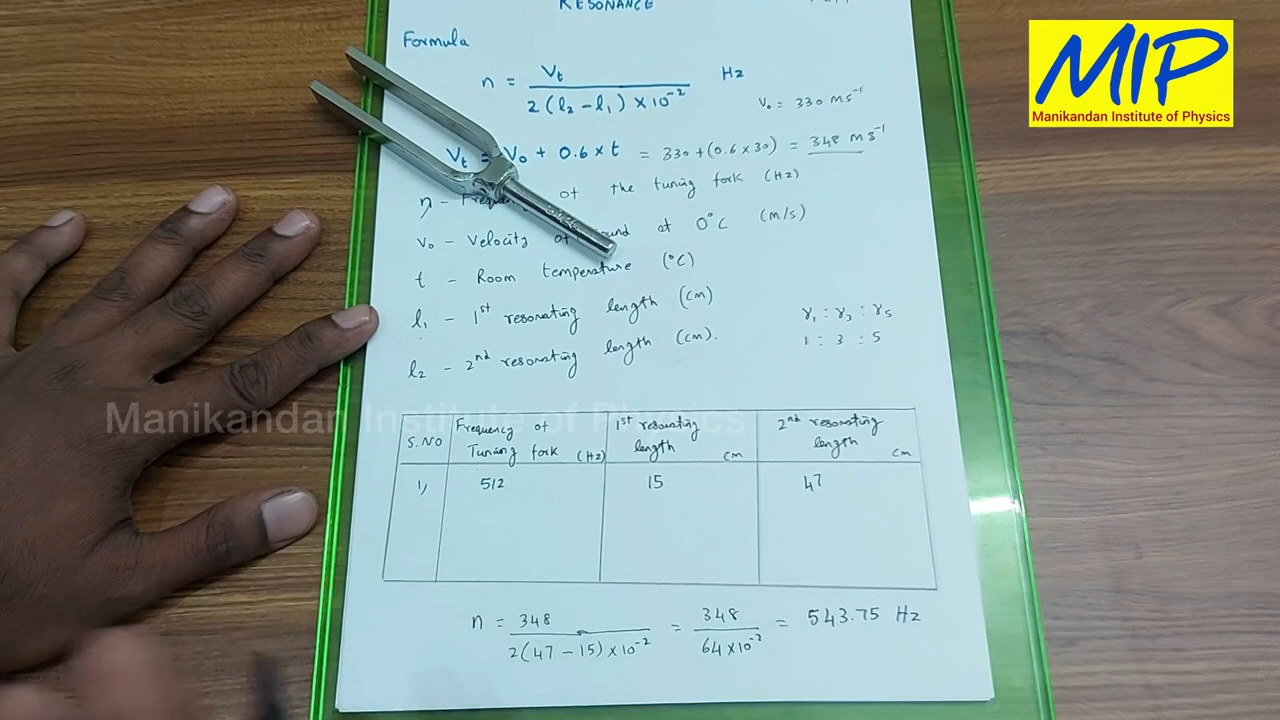 RESONANCE
Formula
n = Vt / 2(l2 - l1) × 10^-2 Hz
V0 = 330 ms^-1
Vt = V0 + 0.6 × t = 330 + (0.6 × 30) = 348 ms^-1
n - of the tuning fork (Hz)
V0 - Velocity at 0°C (m/s)
t - Room temperature (°C)
l1 - 1st resonating length (cm)
l2 - 2nd resonating length (cm).
γ1 : γ3 : γ5
1 : 3 : 5
S.NO Frequency of Tuning fork (Hz) 1st resonating length cm 2nd resonating length cm
1, 512 15 47
n = 348 / 2(47 - 15) × 10^-2 = 348 / 64 × 10^-2 = 543.75 Hz
MIP
Manikandan Institute of Physics
Manikandan Institute of Physics